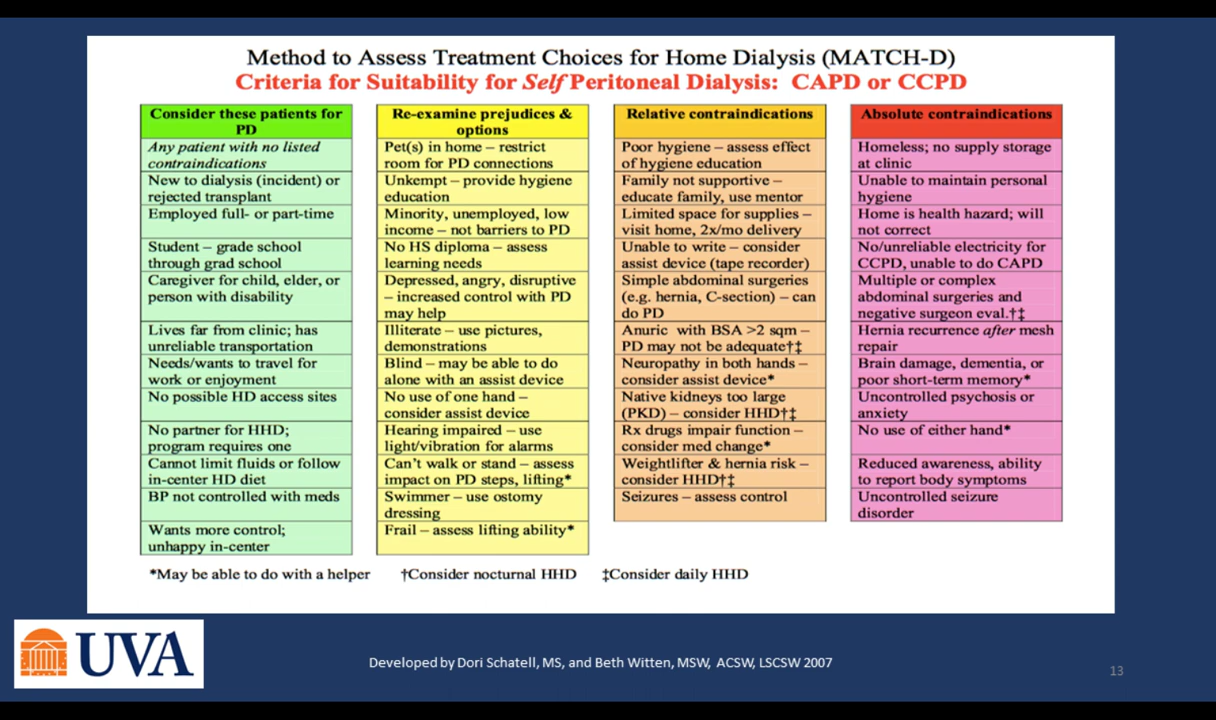 Method to Assess Treatment Choices for Home Dialysis (MATCH-D)
Criteria for Suitability for Self Peritoneal Dialysis: CAPD or CCPD
Consider these patients for
PD
Any patient with no listed
contraindications
New to dialysis (incident) or
rejected transplant
Employed full- or part-time
Student – grade school
through grad school
Caregiver for child, elder, or
person with disability
Lives far from clinic; has
unreliable transportation
Needs/wants to travel for
work or enjoyment
No possible HD access sites
No partner for HHD;
program requires one
Cannot limit fluids or follow
in-center HD diet
BP not controlled with meds
Wants more control;
unhappy in-center
Re-examine prejudices &
options
Pet(s) in home – restrict
room for PD connections
Unkempt – provide hygiene
education
Minority, unemployed, low
income – not barriers to PD
No HS diploma – assess
learning needs
Depressed, angry, disruptive
– increased control with PD
may help
Illiterate – use pictures,
demonstrations
Blind – may be able to do
alone with an assist device
No use of one hand –
consider assist device
Hearing impaired – use
light/vibration for alarms
Can't walk or stand – assess
impact on PD steps, lifting*
Swimmer – use ostomy
dressing
Frail – assess lifting ability*
Relative contraindications
Poor hygiene – assess effect
of hygiene education
Family not supportive –
educate family, use mentor
Limited space for supplies –
visit home, 2x/mo delivery
Unable to write – consider
assist device (tape recorder)
Simple abdominal surgeries
(e.g. hernia, C-section) – can
do PD
Anuric with BSA >2 sqm –
PD may not be adequate†‡
Neuropathy in both hands –
consider assist device*
Native kidneys too large
(PKD) – consider HHD†‡
Rx drugs impair function –
consider med change*
Weightlifter & hernia risk –
consider HHD†‡
Seizures – assess control
Absolute contraindications
Homeless; no supply storage
at clinic
Unable to maintain personal
hygiene
Home is health hazard; will
not correct
No/unreliable electricity for
CCPD, unable to do CAPD
Multiple or complex
abdominal surgeries and
negative surgeon eval.†‡
Hernia recurrence after mesh
repair
Brain damage, dementia, or
poor short-term memory*
Uncontrolled psychosis or
anxiety
No use of either hand*
Reduced awareness, ability
to report body symptoms
Uncontrolled seizure
disorder
*May be able to do with a helper †Consider nocturnal HHD ‡Consider daily HHD
UVA
Developed by Dori Schatell, MS, and Beth Witten, MSW, ACSW, LSCSW 2007
13